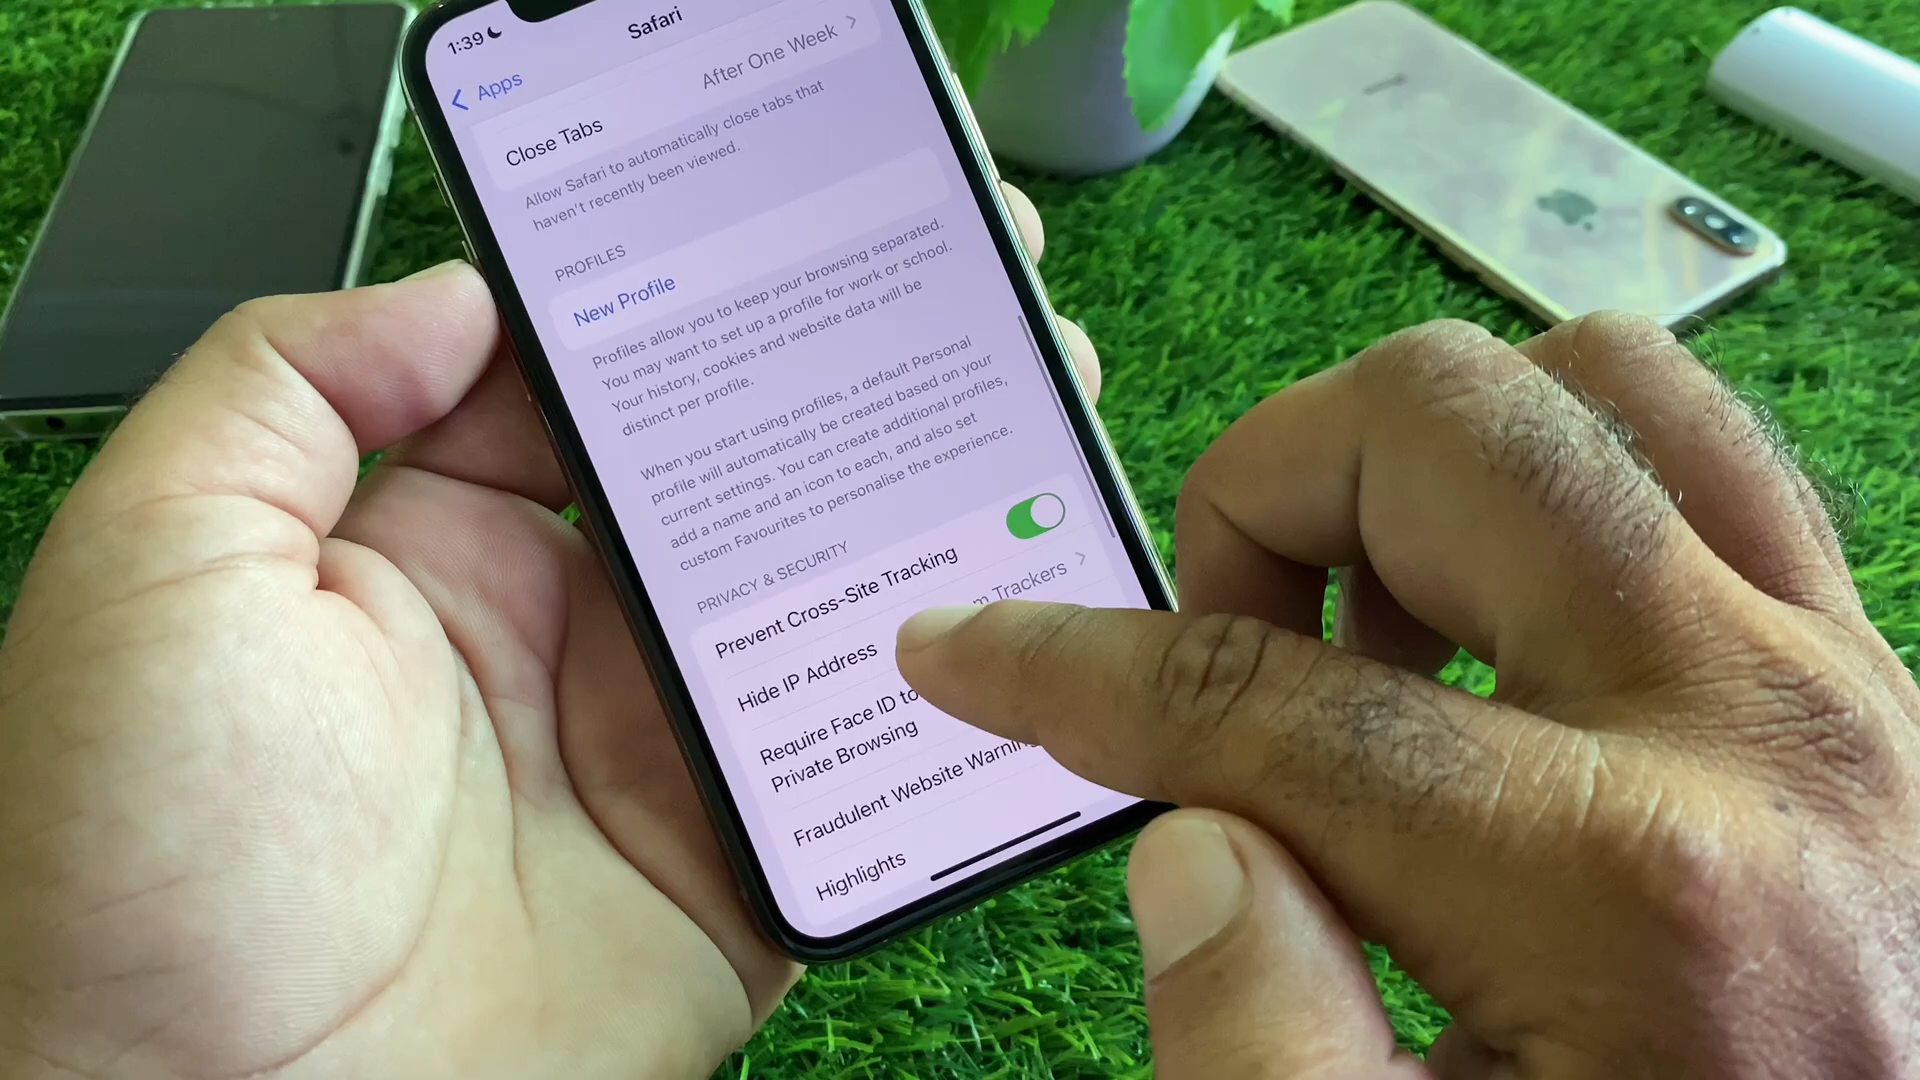 1:39
Safari
Apps
Close Tabs
After One Week
Allow Safari to automatically close tabs that
haven't recently been viewed.
PROFILES
New Profile
Profiles allow you to keep your browsing separated.
You may want to set up a profile for work or school.
Your history, cookies and website data will be
distinct per profile.
When you start using profiles, a default Personal
profile will automatically be created based on your
current settings. You can create additional profiles,
add a name and an icon to each, and also set
custom Favourites to personalise the experience.
PRIVACY & SECURITY
Prevent Cross-Site Tracking
Hide IP Address
Trackers
Require Face ID to
Private Browsing
Fraudulent Website Warning
Highlights